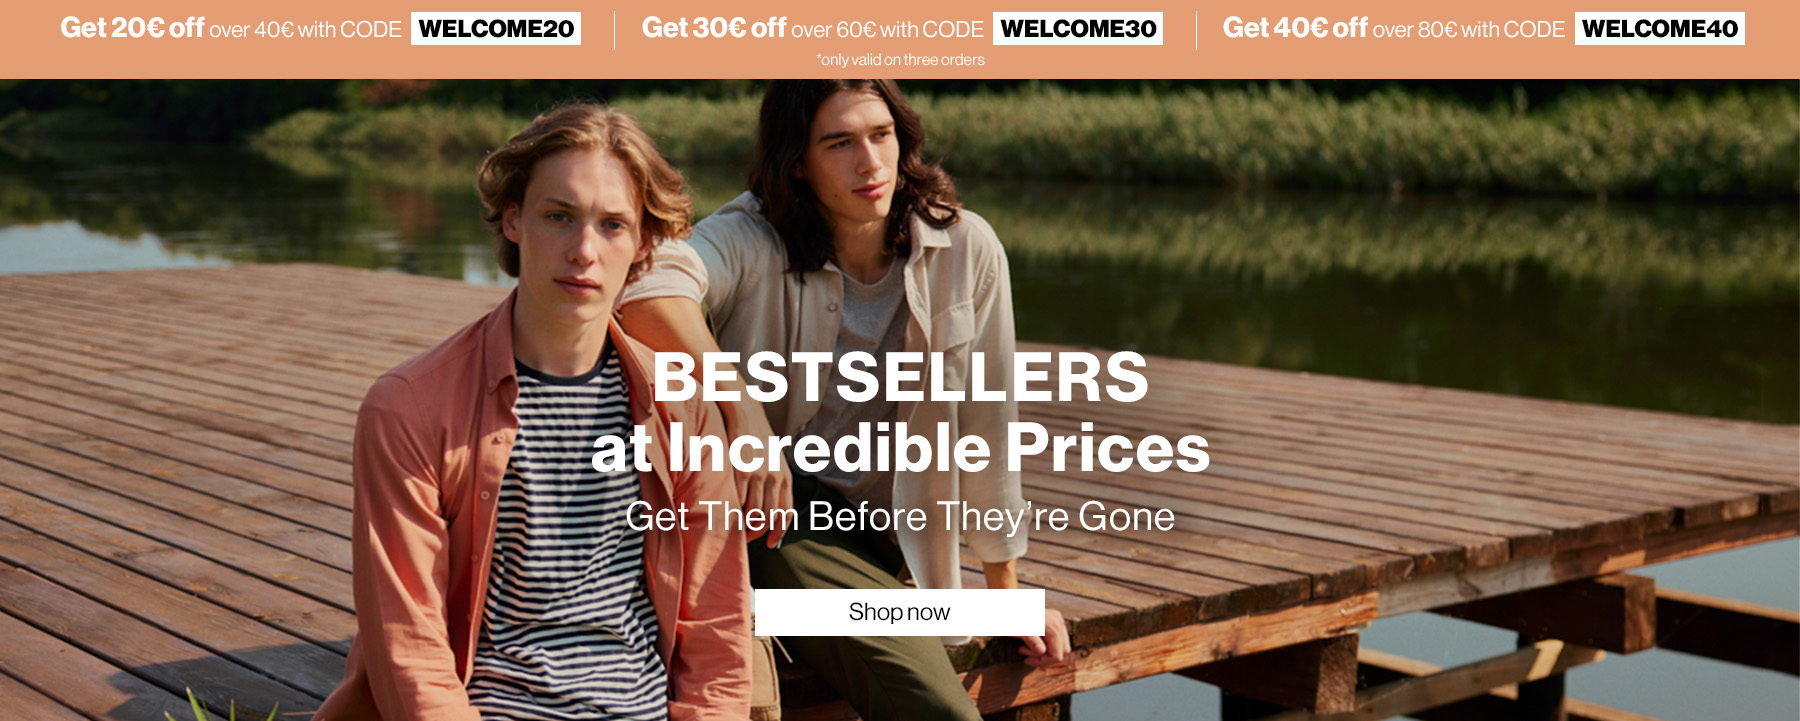 Get 20€ off over 40€ with CODE WELCOME20
Get 30€ off over 60€ with CODE WELCOME30
Get 40€ off over 80€ with CODE WELCOME40
*only valid on three orders
BESTSELLERS
at Incredible Prices
Get Them Before They're Gone
Shop now